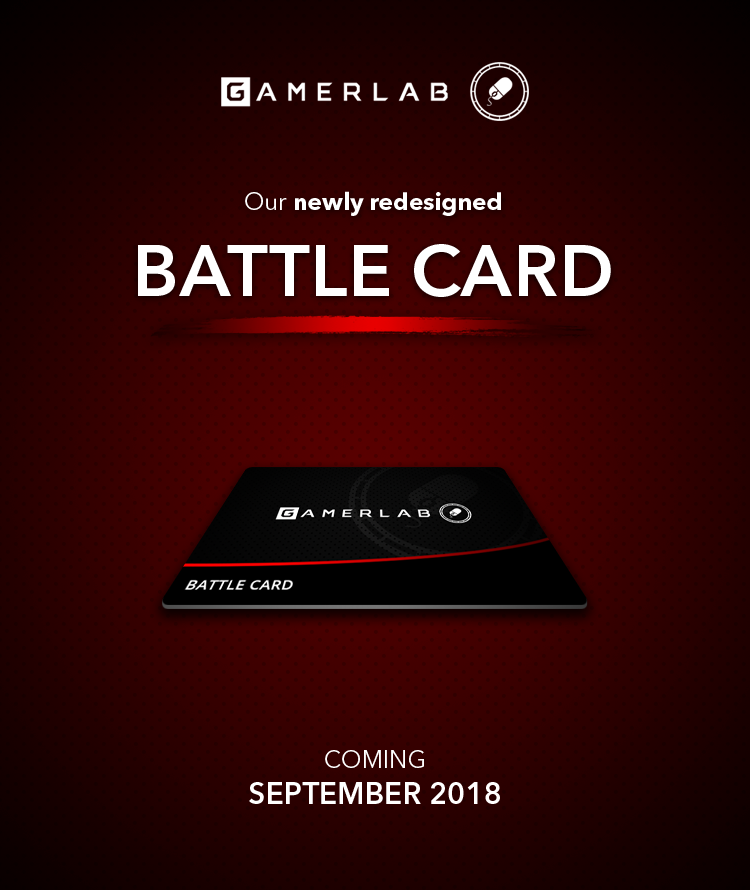 GAMERLAB
Our newly redesigned
BATTLE CARD
GAMERLAB
BATTLE CARD
COMING
SEPTEMBER 2018